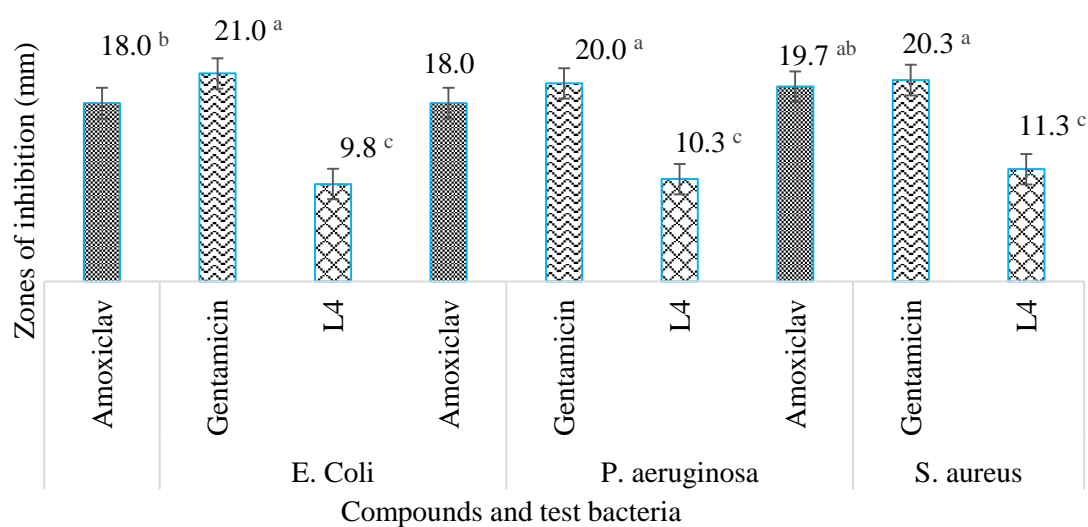 Zones of inhibition (mm)
18.0 b
21.0 a
9.8 c
18.0
20.0 a
10.3 c
19.7 ab
20.3 a
11.3 c
Amoxiclav
Gentamicin
L4
Amoxiclav
Gentamicin
L4
Amoxiclav
Gentamicin
L4
E. Coli
P. aeruginosa
S. aureus
Compounds and test bacteria